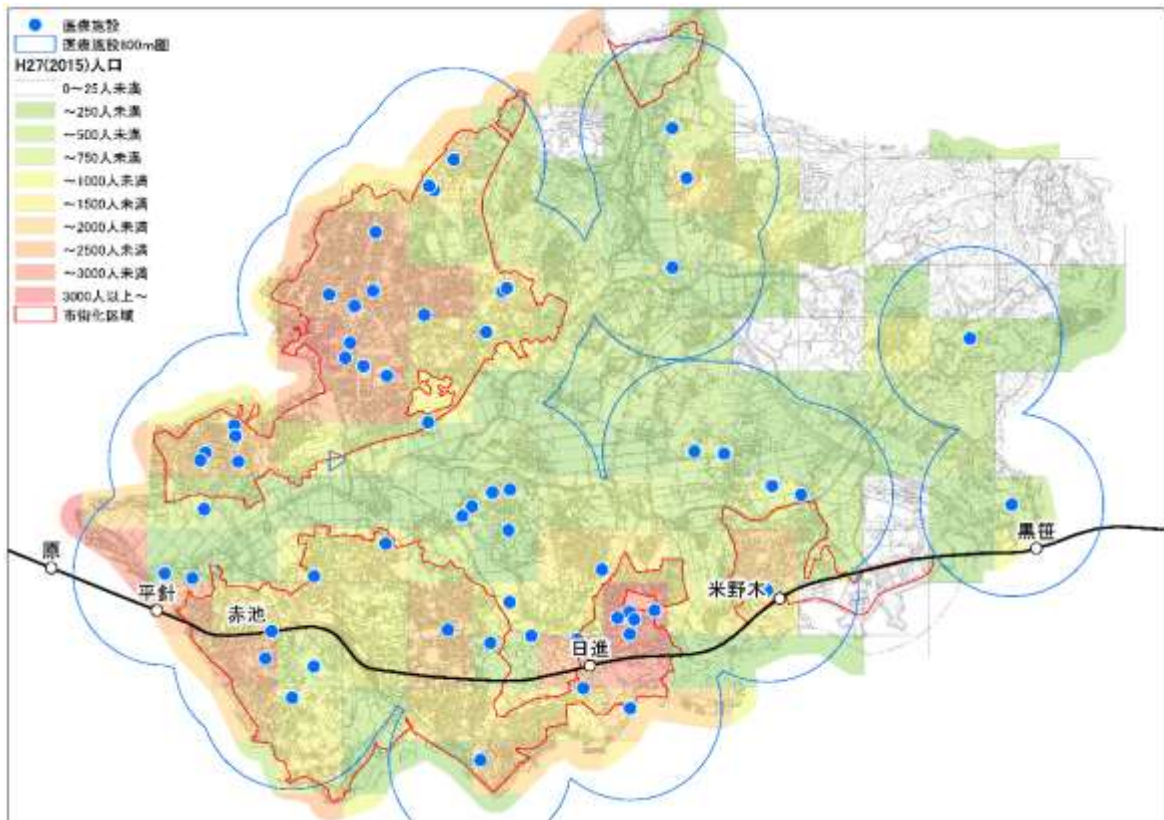 医療施設
医療施設800m圏
H27(2015)人口
0～25人未満
～250人未満
～500人未満
～750人未満
～1000人未満
～1500人未満
～2000人未満
～2500人未満
～3000人未満
3000人以上～
市街化区域
原
平針
赤池
日進
米野木
黒笹